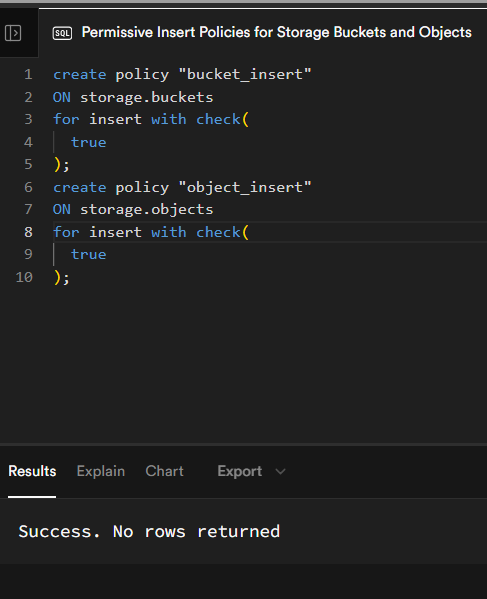 SQL Permissive Insert Policies for Storage Buckets and Objects
1 create policy "bucket_insert"
2 ON storage.buckets
3 for insert with check(
4 true
5 );
6 create policy "object_insert"
7 ON storage.objects
8 for insert with check(
9 true
10 );
Results Explain Chart Export
Success. No rows returned